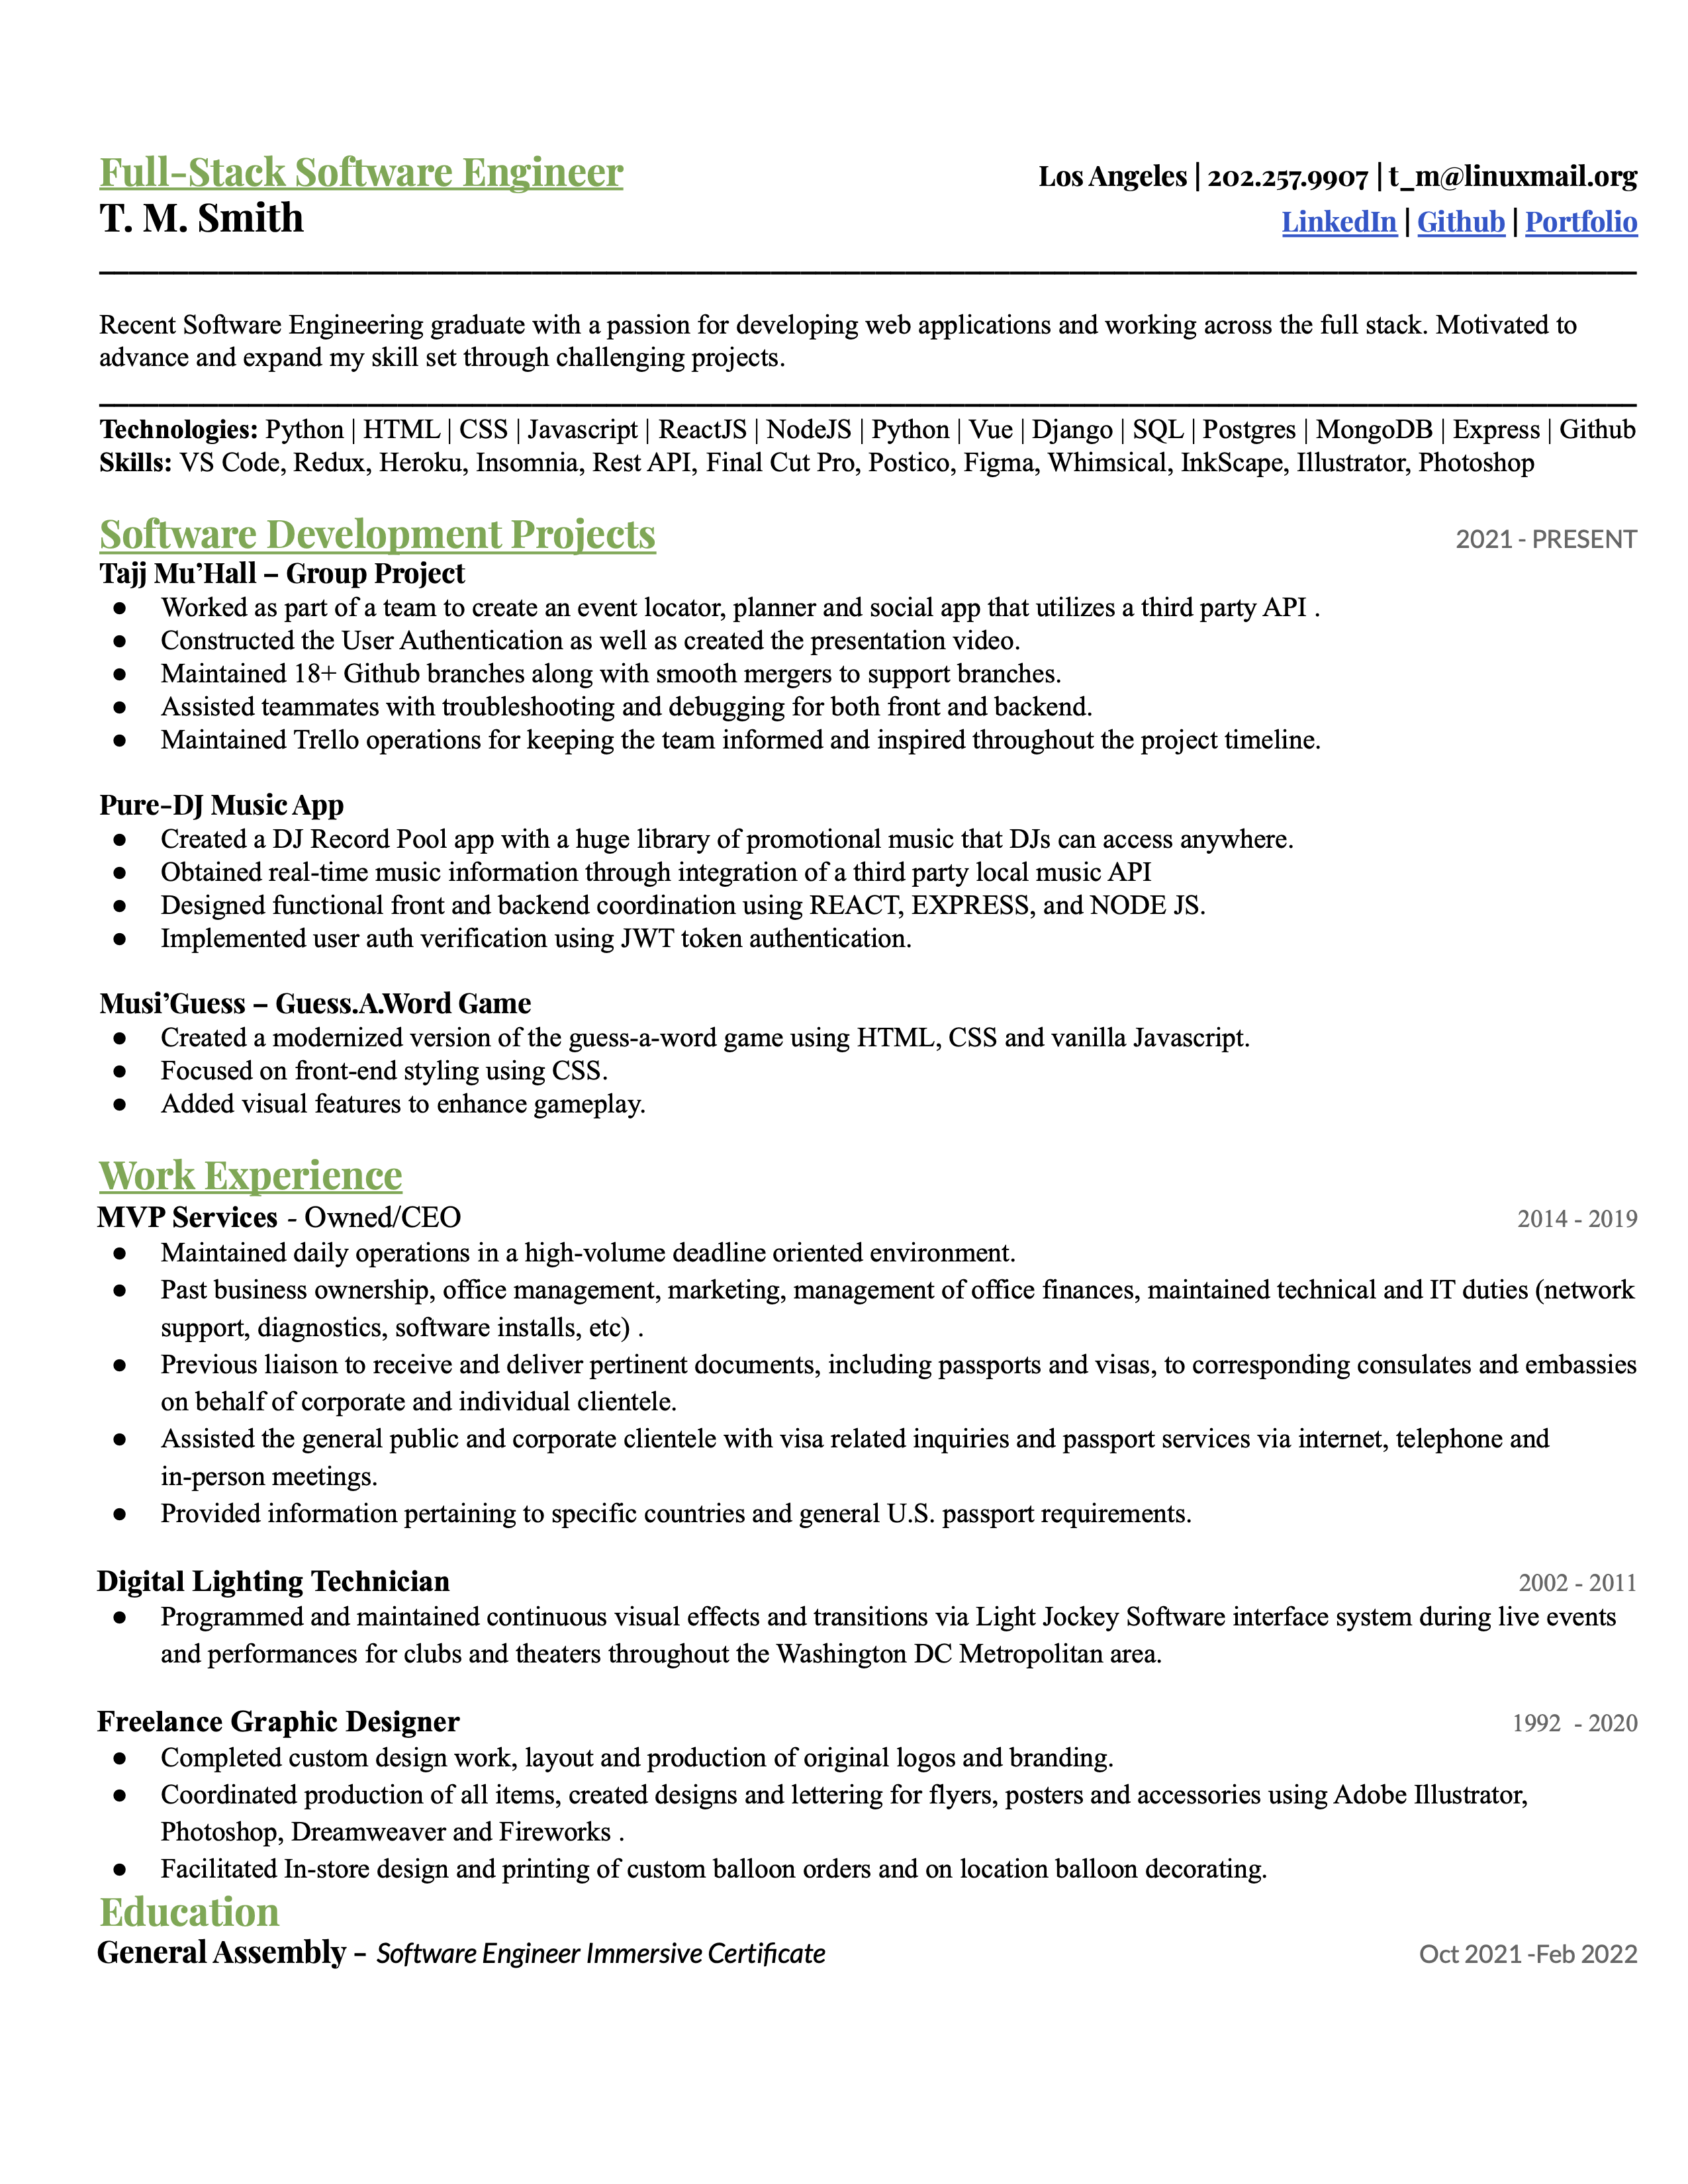 Full-Stack Software Engineer
Los Angeles | 202.257.9907 | t_m@linuxmail.org
T. M. Smith
LinkedIn | Github | Portfolio
Recent Software Engineering graduate with a passion for developing web applications and working across the full stack. Motivated to
advance and expand my skill set through challenging projects.
Technologies: Python | HTML | CSS | Javascript | ReactJS | NodeJS | Python | Vue | Django | SQL | Postgres | MongoDB | Express | Github
Skills: VS Code, Redux, Heroku, Insomnia, Rest API, Final Cut Pro, Postico, Figma, Whimsical, InkScape, Illustrator, Photoshop
Software Development Projects 2021 - PRESENT
Tajj Mu’Hall – Group Project
● Worked as part of a team to create an event locator, planner and social app that utilizes a third party API .
● Constructed the User Authentication as well as created the presentation video.
● Maintained 18+ Github branches along with smooth mergers to support branches.
● Assisted teammates with troubleshooting and debugging for both front and backend.
● Maintained Trello operations for keeping the team informed and inspired throughout the project timeline.
Pure-DJ Music App
● Created a DJ Record Pool app with a huge library of promotional music that DJs can access anywhere.
● Obtained real-time music information through integration of a third party local music API
● Designed functional front and backend coordination using REACT, EXPRESS, and NODE JS.
● Implemented user auth verification using JWT token authentication.
Musi’Guess – Guess.A.Word Game
● Created a modernized version of the guess-a-word game using HTML, CSS and vanilla Javascript.
● Focused on front-end styling using CSS.
● Added visual features to enhance gameplay.
Work Experience
MVP Services - Owned/CEO 2014 - 2019
● Maintained daily operations in a high-volume deadline oriented environment.
● Past business ownership, office management, marketing, management of office finances, maintained technical and IT duties (network
support, diagnostics, software installs, etc) .
● Previous liaison to receive and deliver pertinent documents, including passports and visas, to corresponding consulates and embassies
on behalf of corporate and individual clientele.
● Assisted the general public and corporate clientele with visa related inquiries and passport services via internet, telephone and
in-person meetings.
● Provided information pertaining to specific countries and general U.S. passport requirements.
Digital Lighting Technician 2002 - 2011
● Programmed and maintained continuous visual effects and transitions via Light Jockey Software interface system during live events
and performances for clubs and theaters throughout the Washington DC Metropolitan area.
Freelance Graphic Designer 1992 - 2020
● Completed custom design work, layout and production of original logos and branding.
● Coordinated production of all items, created designs and lettering for flyers, posters and accessories using Adobe Illustrator,
Photoshop, Dreamweaver and Fireworks .
● Facilitated In-store design and printing of custom balloon orders and on location balloon decorating.
Education
General Assembly – Software Engineer Immersive Certificate Oct 2021 -Feb 2022